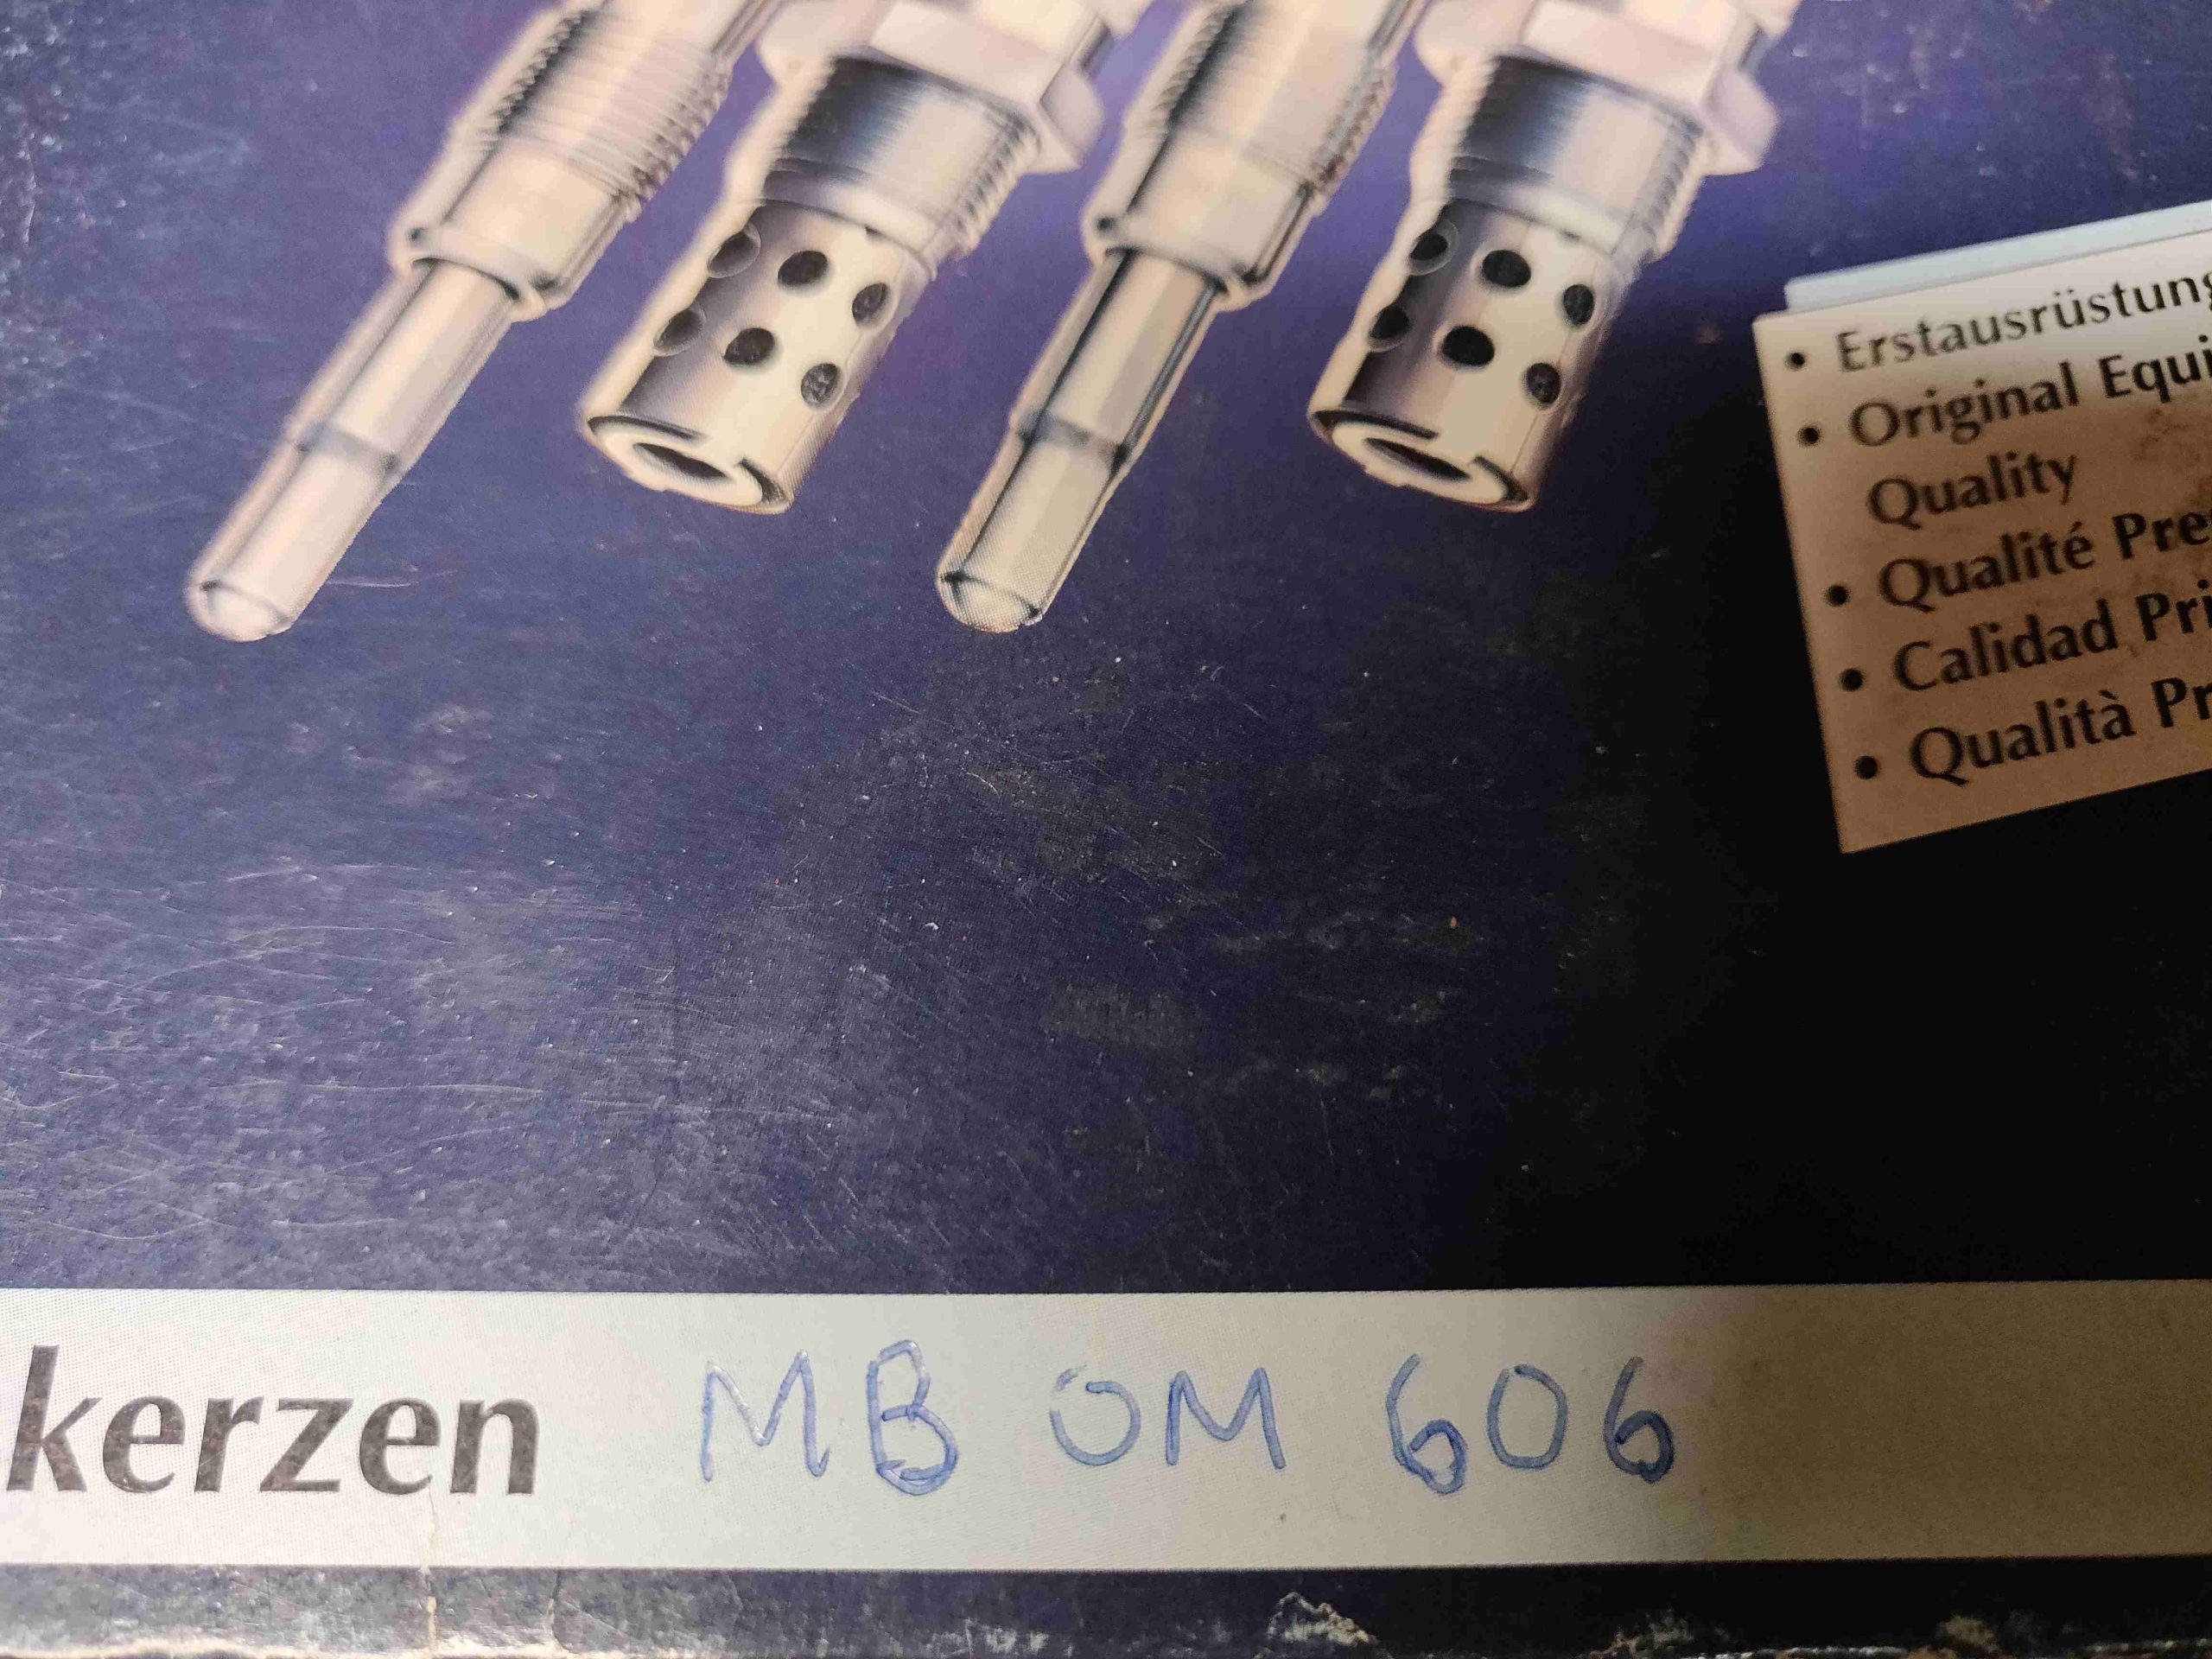 • Erstausrüstung
• Original Equi
Quality
• Qualité Pre
• Calidad Pri
• Qualità Pr
kerzen MB OM 606